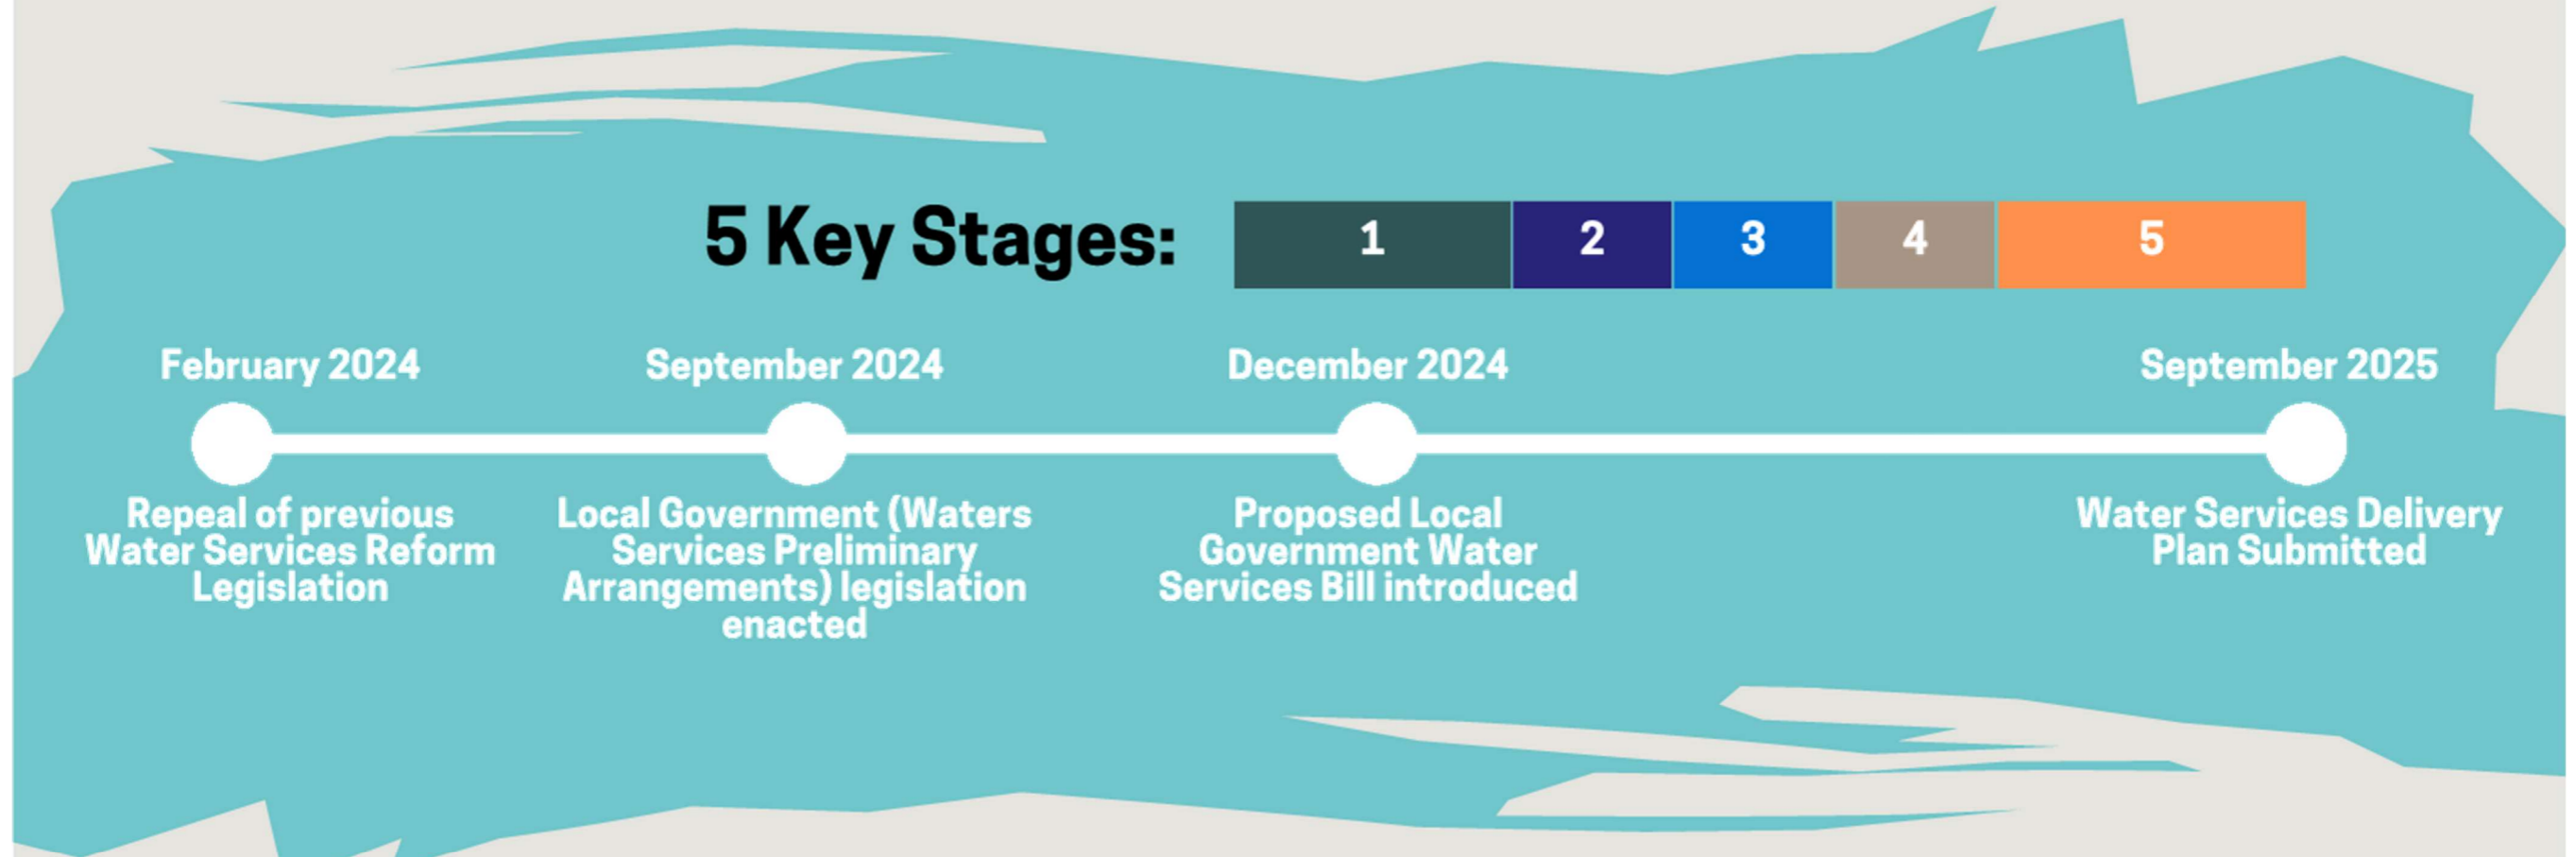 5 Key Stages: 1 2 3 4 5
February 2024
Repeal of previous
Water Services Reform
Legislation
September 2024
Local Government (Waters
Services Preliminary
Arrangements) legislation
enacted
December 2024
Proposed Local
Government Water
Services Bill introduced
September 2025
Water Services Delivery
Plan Submitted